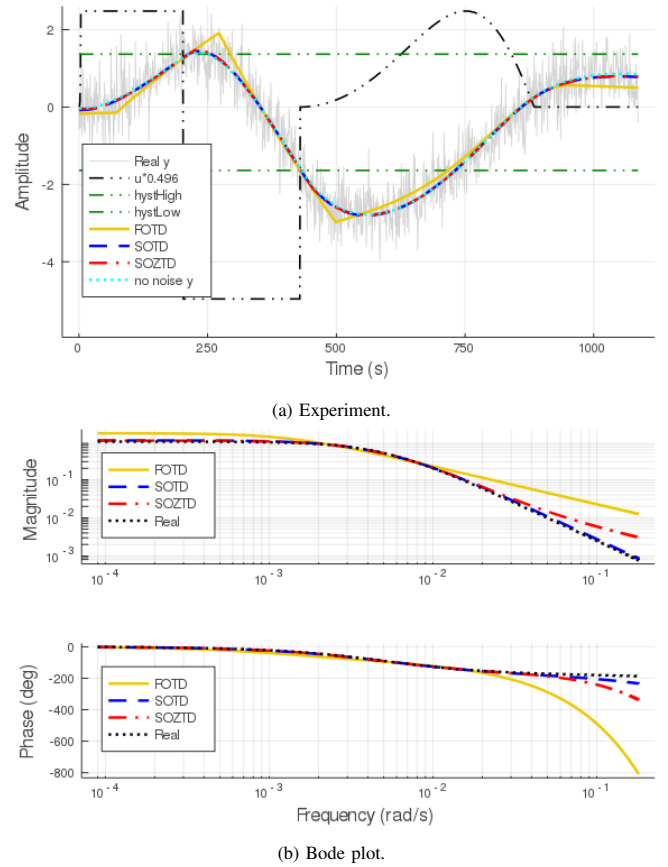 2
0
-2
-4
Amplitude
Real y
u*0.496
hystHigh
hystLow
FOTD
SOTD
SOZTD
no noise y
0 250 500 750 1000
Time (s)
(a) Experiment.
Magnitude
10⁻¹
10⁻²
10⁻³
FOTD
SOTD
SOZTD
Real
10⁻⁴ 10⁻³ 10⁻² 10⁻¹
Phase (deg)
0
-200
-400
-600
-800
FOTD
SOTD
SOZTD
Real
10⁻⁴ 10⁻³ 10⁻² 10⁻¹
Frequency (rad/s)
(b) Bode plot.